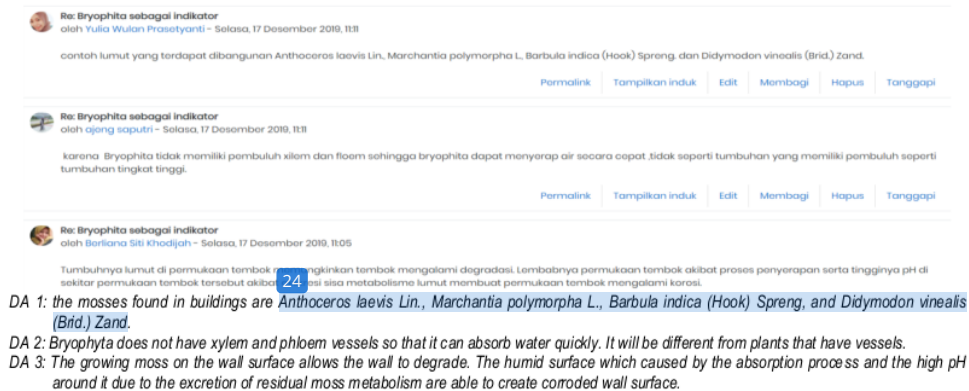 Re: Bryophita sebagai indikator
oleh Yulia Wulan Prasetyanti - Selasa, 17 Desember 2019, 11:11
contoh lumut yang terdapat dibangunan Anthoceros laevis Lin., Marchantia polymorpha L., Barbula indica (Hook) Spreng. dan Didymodon vinealis (Brid.) Zand.
Permalink Tampilkan induk Edit Membagi Hapus Tanggapi
Re: Bryophita sebagai indikator
oleh ajeng saputri - Selasa, 17 Desember 2019, 11:11
karena Bryophita tidak memiliki pembuluh xilem dan floem sehingga bryophita dapat menyerap air secara cepat ,tidak seperti tumbuhan yang memiliki pembuluh seperti
tumbuhan tingkat tinggi.
Permalink Tampilkan induk Edit Membagi Hapus Tanggapi
Re: Bryophita sebagai indikator
oleh Berliana Siti Khodijah - Selasa, 17 Desember 2019, 11:05
Tumbuhnya lumut di permukaan tembok tembok mengalami degradasi. Lembabnya permukaan tembok akibat proses penyerapan serta tingginya pH di
sekitar permukaan tembok tersebut akibat 24 sisa metabolisme lumut membuat permukaan tembok mengalami korosi.
DA 1: the mosses found in buildings are Anthoceros laevis Lin., Marchantia polymorpha L., Barbula indica (Hook) Spreng, and Didymodon vinealis
(Brid.) Zand.
DA 2: Bryophyta does not have xylem and phloem vessels so that it can absorb water quickly. It will be different from plants that have vessels.
DA 3: The growing moss on the wall surface allows the wall to degrade. The humid surface which caused by the absorption process and the high pH
around it due to the excretion of residual moss metabolism are able to create corroded wall surface.